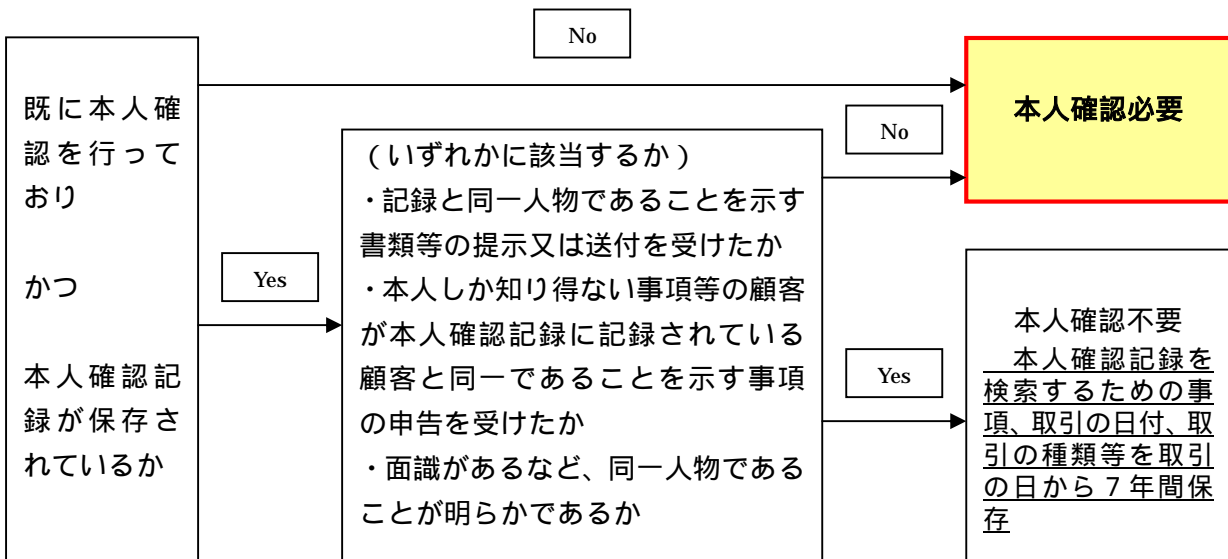 No
既に本人確
認を行って
おり
かつ
本人確認記
録が保存さ
れているか
Yes
（いずれかに該当するか）
・記録と同一人物であることを示す
書類等の提示又は送付を受けたか
・本人しか知り得ない事項等の顧客
が本人確認記録に記録されている
顧客と同一であることを示す事項
の申告を受けたか
・面識があるなど、同一人物である
ことが明らかであるか
No
本人確認必要
Yes
本人確認不要
本人確認記録を
検索するための事
項、取引の日付、取
引の種類等を取引
の日から７年間保
存